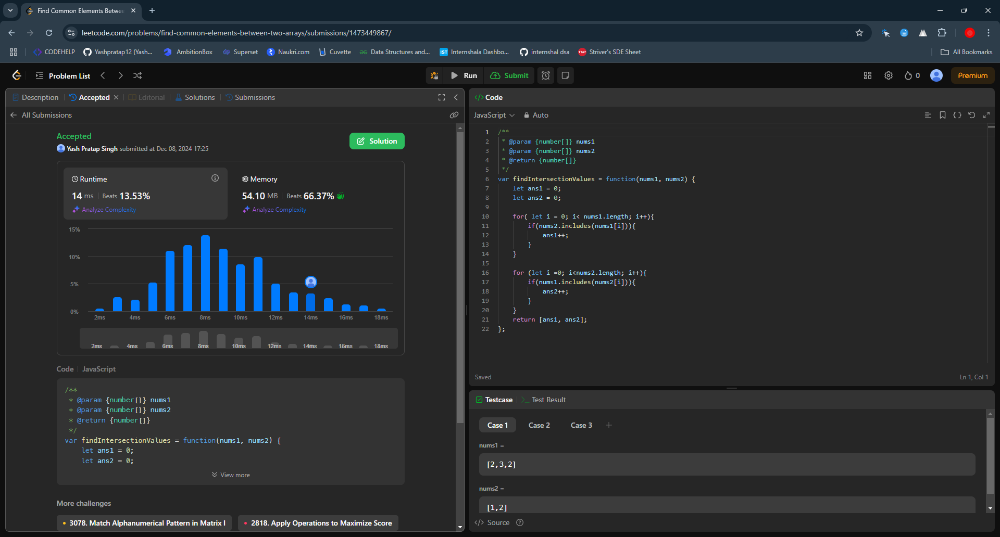 Find Common Elements Betwee
leetcode.com/problems/find-common-elements-between-two-arrays/submissions/1473449867/
CODEHELP
Yashpratap12 (Yash...
AmbitionBox
Superset
Naukri.com
Cuvette
Data Structures and...
IST Internshala Dashbo...
internshal dsa
TUF Striver's SDE Sheet
All Bookmarks
Problem List
Run
Submit
0
Premium
Description
Accepted
Editorial
Solutions
Submissions
All Submissions
Accepted
Yash Pratap Singh submitted at Dec 08, 2024 17:25
Solution
Runtime
14 ms | Beats 13.53%
Analyze Complexity
Memory
54.10 MB | Beats 66.37%
Analyze Complexity
15%
10%
5%
0%
2ms 4ms 6ms 8ms 10ms 12ms 14ms 16ms 18ms
2ms 4ms 6ms 8ms 10ms 12ms 14ms 16ms 18ms
Code | JavaScript
/**
* @param {number[]} nums1
* @param {number[]} nums2
* @return {number[]}
*/
var findIntersectionValues = function(nums1, nums2) {
let ans1 = 0;
let ans2 = 0;
View more
More challenges
3078. Match Alphanumerical Pattern in Matrix I
2818. Apply Operations to Maximize Score
</> Code
JavaScript
Auto
1 /**
2 * @param {number[]} nums1
3 * @param {number[]} nums2
4 * @return {number[]}
5 */
6 var findIntersectionValues = function(nums1, nums2) {
7 let ans1 = 0;
8 let ans2 = 0;
9
10 for( let i = 0; i< nums1.length; i++){
11 if(nums2.includes(nums1[i])){
12 ans1++;
13 }
14 }
15
16 for (let i =0; i<nums2.length; i++){
17 if(nums1.includes(nums2[i])){
18 ans2++;
19 }
20 }
21 return [ans1, ans2];
22 };
Saved
Ln 1, Col 1
Testcase
>_ Test Result
Case 1
Case 2
Case 3
+
nums1 =
[2,3,2]
nums2 =
[1,2]
</> Source